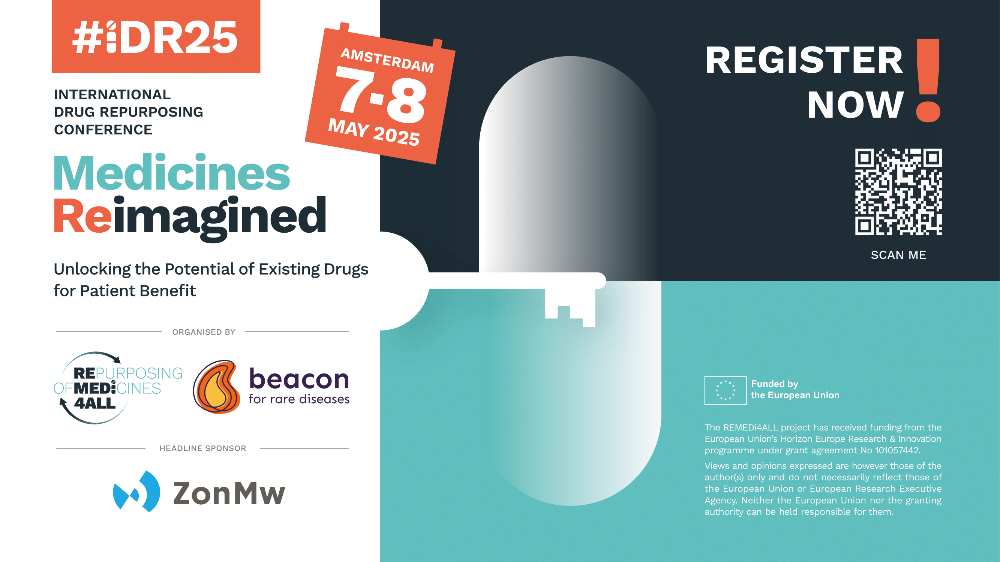 #iDR25
INTERNATIONAL
DRUG REPURPOSING
CONFERENCE
Medicines
Reimagined
Unlocking the Potential of Existing Drugs
for Patient Benefit
ORGANISED BY
REPURPOSING
OFMEDiCINES
4ALL
beacon
for rare diseases
HEADLINE SPONSOR
ZonMw
AMSTERDAM
7-8
MAY 2025
REGISTER
NOW!
SCAN ME
Funded by
the European Union
The REMEDi4ALL project has received funding from the
European Union’s Horizon Europe Research & Innovation
programme under grant agreement No 101057442.
Views and opinions expressed are however those of the
author(s) only and do not necessarily reflect those of
the European Union or European Research Executive
Agency. Neither the European Union nor the granting
authority can be held responsible for them.